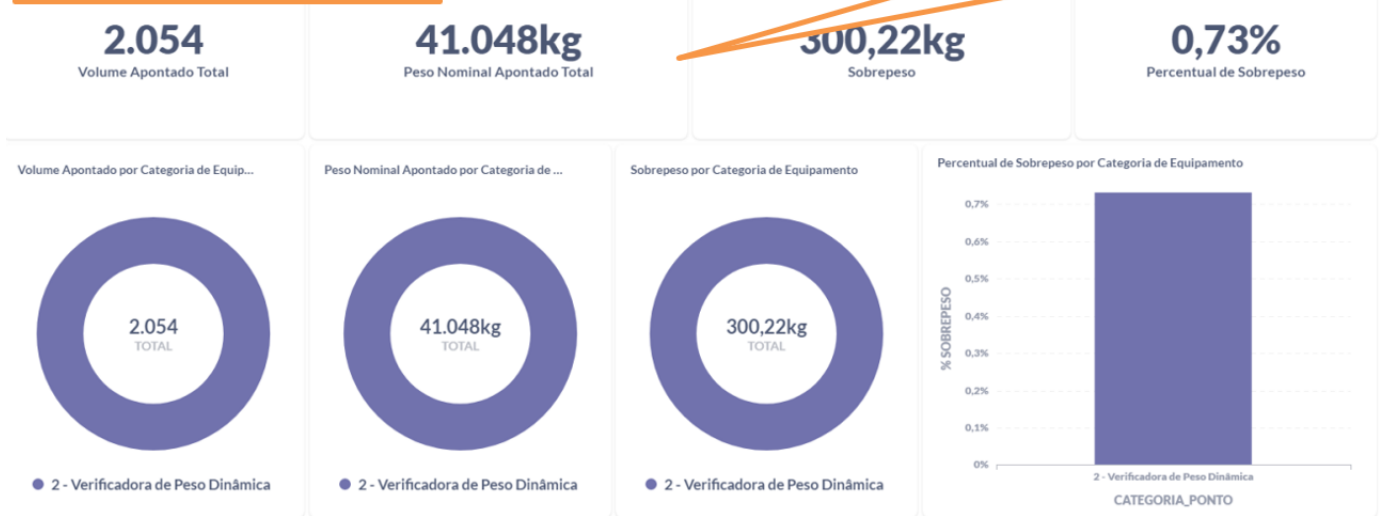 2.054
Volume Apontado Total
41.048kg
Peso Nominal Apontado Total
300,22kg
Sobrepeso
0,73%
Percentual de Sobrepeso
Volume Apontado por Categoria de Equip...
2.054
TOTAL
2 - Verificadora de Peso Dinâmica
Peso Nominal Apontado por Categoria de ...
41.048kg
TOTAL
2 - Verificadora de Peso Dinâmica
Sobrepeso por Categoria de Equipamento
300,22kg
TOTAL
2 - Verificadora de Peso Dinâmica
Percentual de Sobrepeso por Categoria de Equipamento
% SOBREPESO
0,7%
0,6%
0,5%
0,4%
0,3%
0,2%
0,1%
0%
2 - Verificadora de Peso Dinâmica
CATEGORIA_PONTO